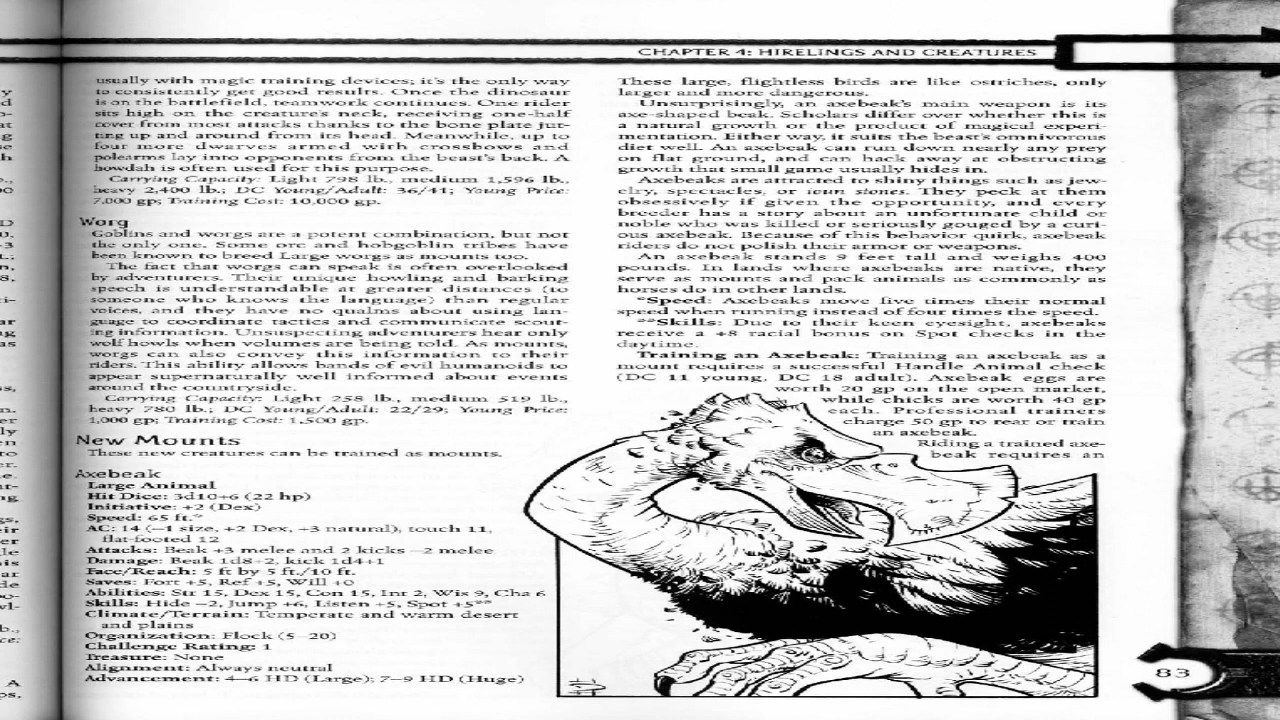 CHAPTER 4: HIRELINGS AND CREATURES
usually with magic training devices; it's the only way
to consistently get good results. Once the dinosaur
is on the battlefield, teamwork continues. One rider
sits high on the creature's neck, receiving one-half
cover from most attacks thanks to the bone plate jut-
ting up and around from its head. Meanwhile, up to
four more dwarves armed with crossbows and
polearms lay into opponents from the beast's back. A
howdah is often used for this purpose.
Carrying Capacity: Light 798 lb., medium 1,596 lb.,
heavy 2,400 lb.; DC Young/Adult: 36/41; Young Price:
7,000 gp; Training Cost: 10,000 gp.
Worg
Goblins and worgs are a potent combination, but not
the only one. Some orc and hobgoblin tribes have
been known to breed Large worgs as mounts too.
The fact that worgs can speak is often overlooked
by adventurers. Their unique howling and barking
speech is understandable at greater distances (to
someone who knows the language) than regular
voices, and they have no qualms about using lan-
guage to coordinate tactics and communicate scout-
ing information. Unsuspecting adventurers hear only
wolf howls when volumes are being told. As mounts,
worgs can also convey this information to their
riders. This ability allows bands of evil humanoids to
appear supernaturally well informed about events
around the countryside.
Carrying Capacity: Light 258 lb., medium 519 lb.,
heavy 780 lb.; DC Young/Adult: 22/29; Young Price:
1,000 gp; Training Cost: 1,500 gp.
New Mounts
These new creatures can be trained as mounts.
Axebeak
Large Animal
Hit Dice: 3d10+6 (22 hp)
Initiative: +2 (Dex)
Speed: 65 ft.*
AC: 14 (–1 size, +2 Dex, +3 natural), touch 11,
flat-footed 12
Attacks: Beak +3 melee and 2 kicks –2 melee
Damage: Beak 1d8+2, kick 1d4+1
Face/Reach: 5 ft by 5 ft./10 ft.
Saves: Fort +5, Ref +5, Will +0
Abilities: Str 15, Dex 15, Con 15, Int 2, Wis 9, Cha 6
Skills: Hide –2, Jump +6, Listen +5, Spot +5**
Climate/Terrain: Temperate and warm desert
and plains
Organization: Flock (5–20)
Challenge Rating: 1
Treasure: None
Alignment: Always neutral
Advancement: 4–6 HD (Large); 7–9 HD (Huge)
These large, flightless birds are like ostriches, only
larger and more dangerous.
Unsurprisingly, an axebeak's main weapon is its
axe-shaped beak. Scholars differ over whether this is
a natural growth or the product of magical experi-
mentation. Either way, it suits the beasty, omnivorous
diet well. An axebeak can run down nearly any prey
on flat ground, and can hack away at obstructing
growth that small game usually hides in.
Axebeaks are attracted to shiny things such as jew-
elry, spectacles, or ioun stones. They peck at them
obsessively if given the opportunity, and every
breeder has a story about an unfortunate child or
noble who was killed or seriously gouged by a curi-
ous axebeak. Because of this behavior quirk, axebeak
riders do not polish their armor or weapons.
An axebeak stands 9 feet tall and weighs 400
pounds. In lands where axebeaks are native, they
serve as mounts and pack animals as commonly as
horses do in other lands.
*Speed: Axebeaks move five times their normal
speed when running instead of four times the speed.
**Skills: Due to their keen eyesight, axebeaks
receive a +8 racial bonus on Spot checks in the
daytime.
Training an Axebeak: Training an axebeak as a
mount requires a successful Handle Animal check
(DC 11 young, DC 18 adult). Axebeak eggs are
worth 20 gp on the open market,
while chicks are worth 40 gp
each. Professional trainers
charge 50 gp to rear or train
an axebeak.
Riding a trained axe-
beak requires an
83